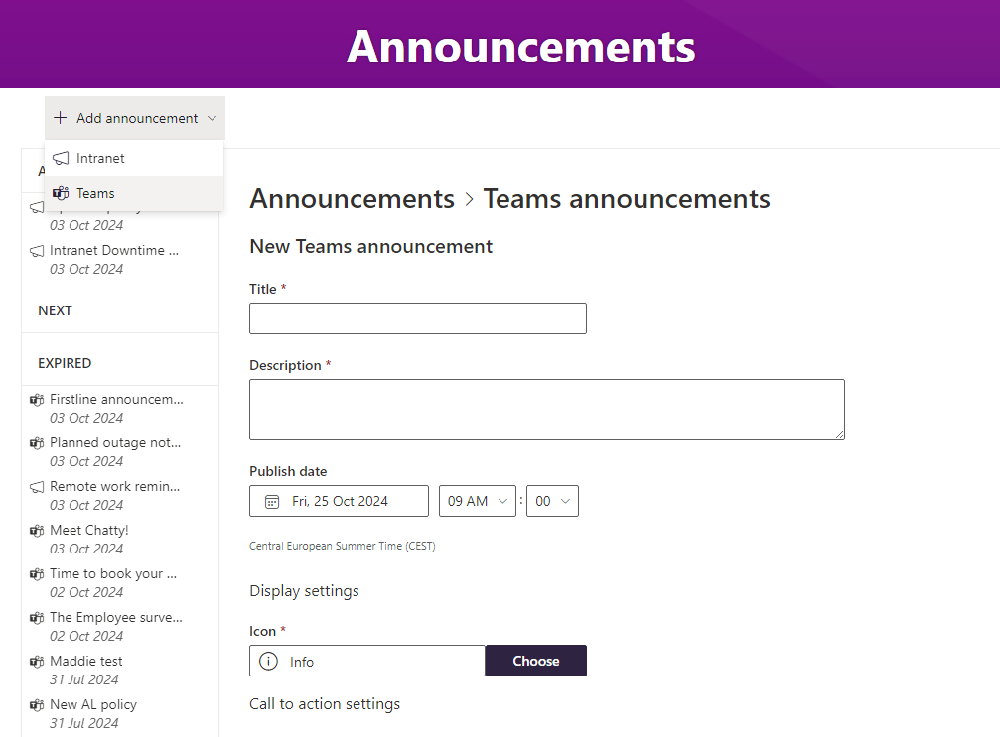 Announcements
Add announcement
Intranet
Teams
A
03 Oct 2024
Intranet Downtime ...
03 Oct 2024
NEXT
EXPIRED
Firstline announcem...
03 Oct 2024
Planned outage not...
03 Oct 2024
Remote work remin...
03 Oct 2024
Meet Chatty!
03 Oct 2024
Time to book your ...
02 Oct 2024
The Employee surve...
02 Oct 2024
Maddie test
31 Jul 2024
New AL policy
31 Jul 2024
Announcements > Teams announcements
New Teams announcement
Title *
Description *
Publish date
Fri, 25 Oct 2024 09 AM : 00
Central European Summer Time (CEST)
Display settings
Icon *
Info Choose
Call to action settings